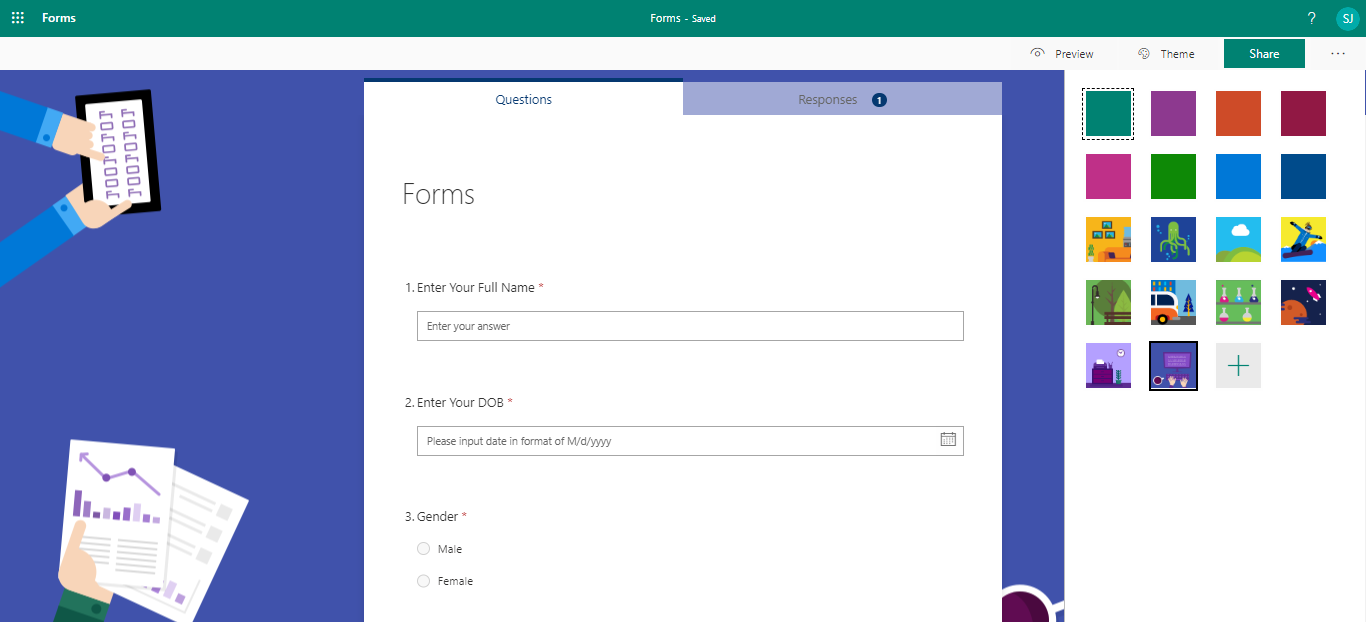 Forms
Forms - Saved
? SJ
Preview Theme Share ...
Questions Responses 1
Forms
1. Enter Your Full Name *
Enter your answer
2. Enter Your DOB *
Please input date in format of M/d/yyyy
3. Gender *
Male
Female